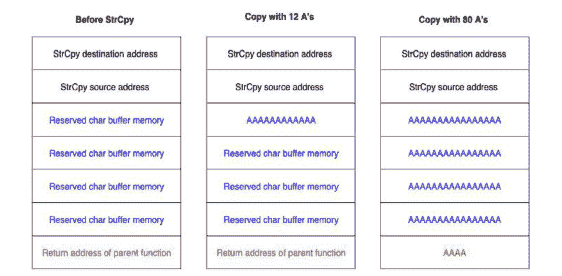 Before StrCpy
Copy with 12 A's
Copy with 80 A's
StrCpy destination address
StrCpy destination address
StrCpy destination address
StrCpy source address
StrCpy source address
StrCpy source address
Reserved char buffer memory
AAAAAAAAAAAA
AAAAAAAAAAAAAAAA
Reserved char buffer memory
Reserved char buffer memory
AAAAAAAAAAAAAAAA
Reserved char buffer memory
Reserved char buffer memory
AAAAAAAAAAAAAAAA
Reserved char buffer memory
Reserved char buffer memory
AAAAAAAAAAAAAAAA
Return address of parent function
Return address of parent function
AAAA